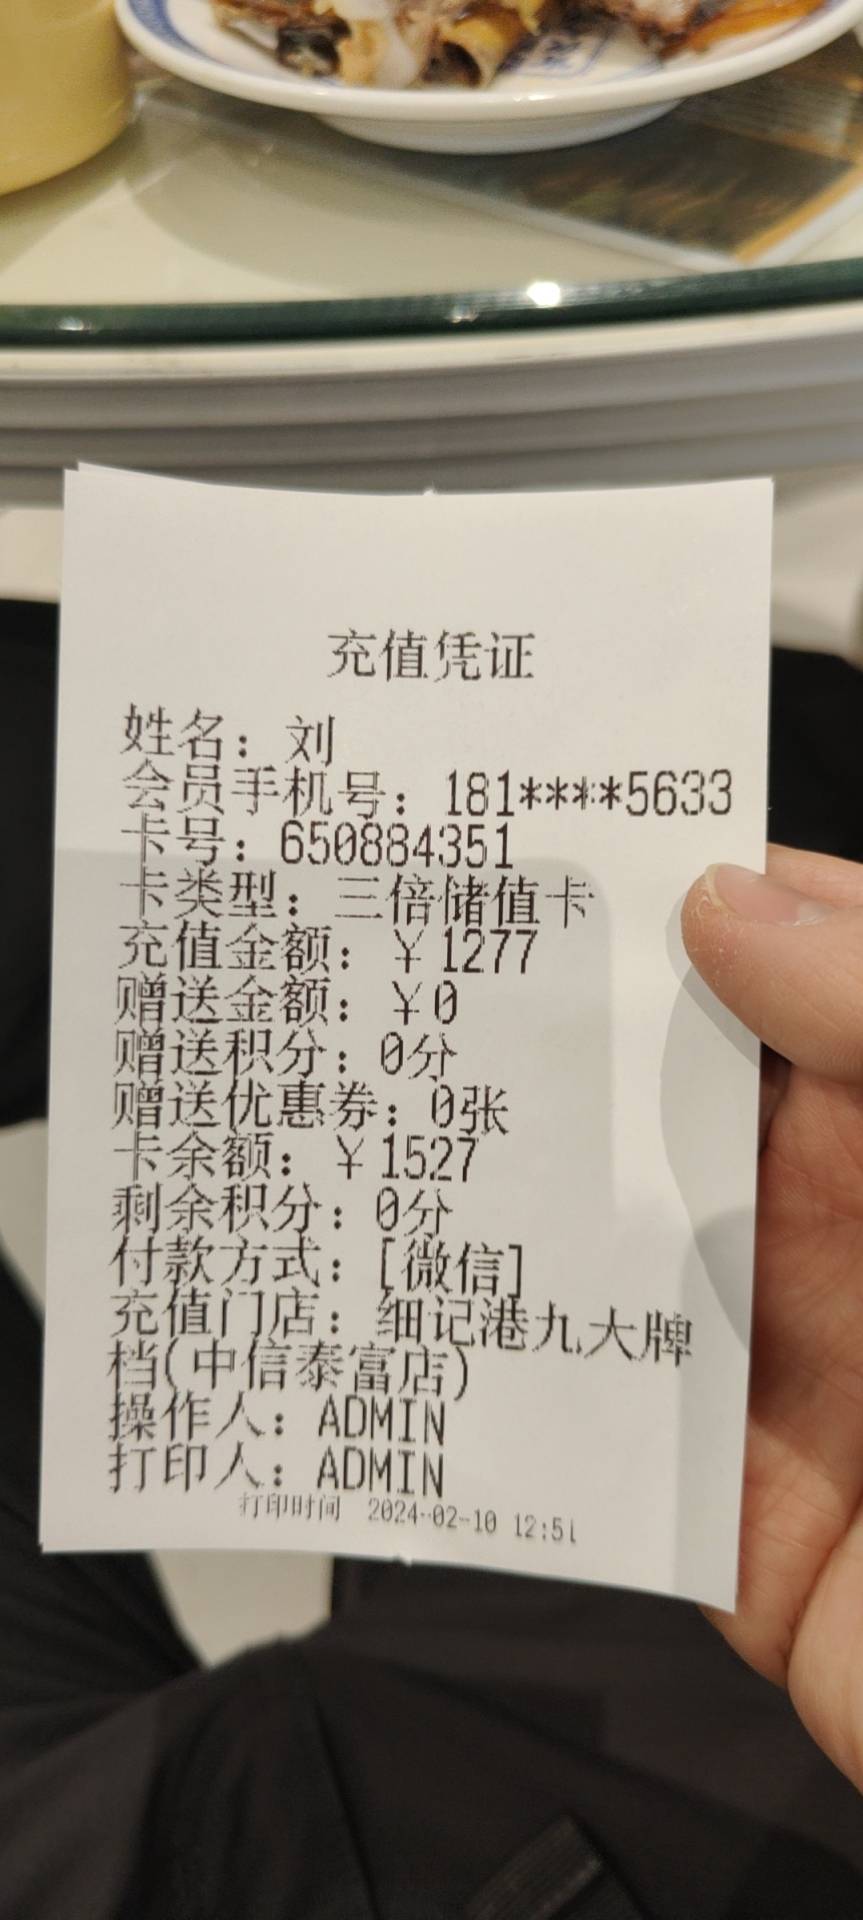 充值凭证
姓名：刘
会员手机号：181****5633
卡号：650884351
卡类型：三倍储值卡
充值金额：￥1277
赠送金额：￥0
赠送积分：0分
赠送优惠券：0张
卡余额：￥1527
剩余积分：0分
付款方式：[微信]
充值门店：细记港九大牌
档(中信泰富店)
操作人：ADMIN
打印人：ADMIN
打印时间 2024-02-10 12:51